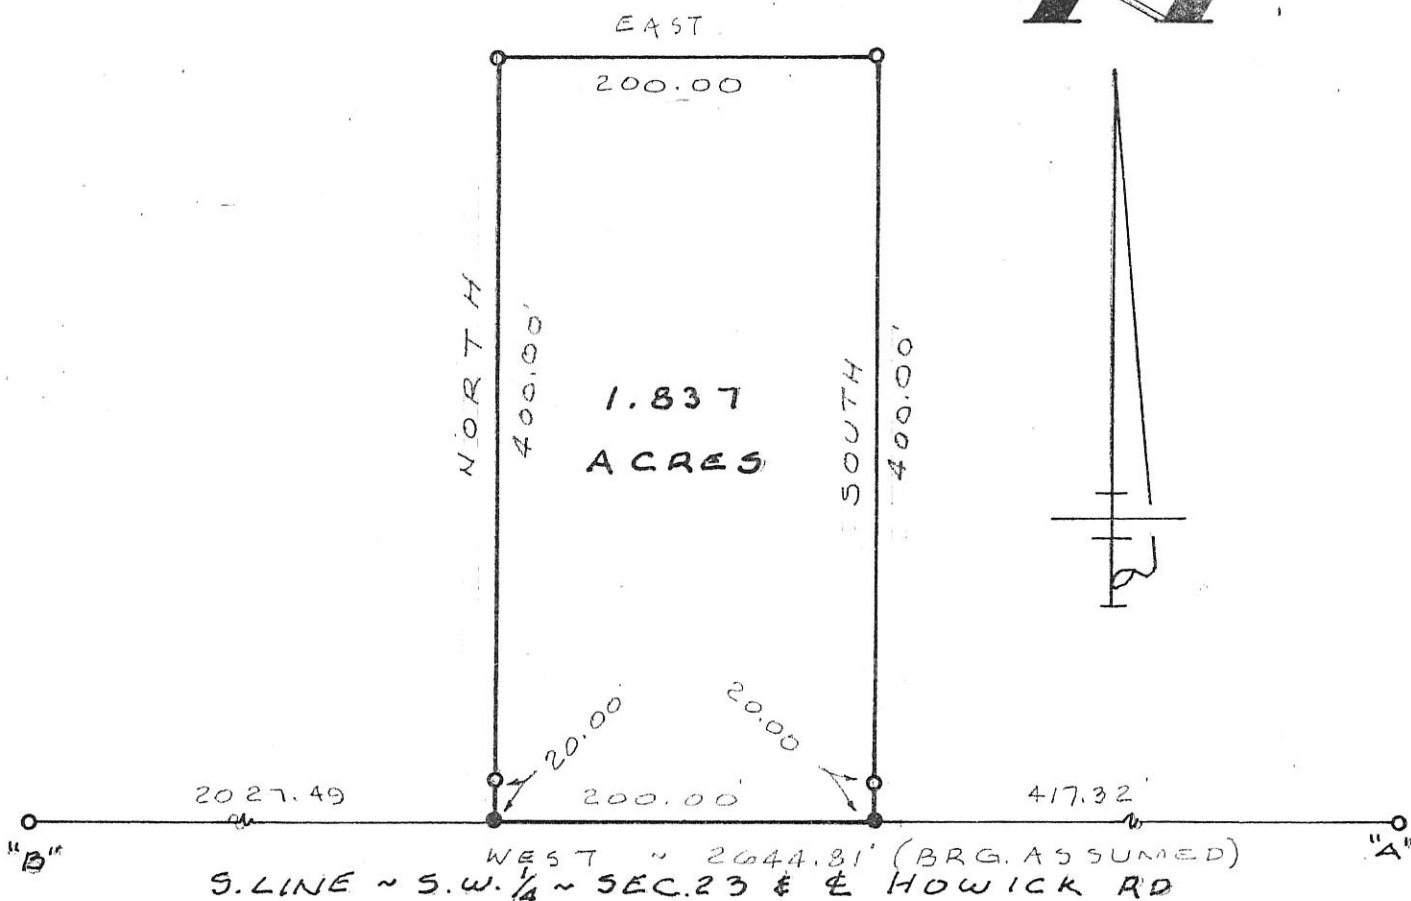 N
EAST
200.00
NORTH
400.00'
1.837
ACRES
SOUTH
400.00'
20.00
20.00
2027.49
200.00'
417.32'
"B"
"A"
WEST ~ 2644.81' (BRG. ASSUMED)
S. LINE ~ S.W. 1/4 ~ SEC. 23 & ℄ HOWICK RD